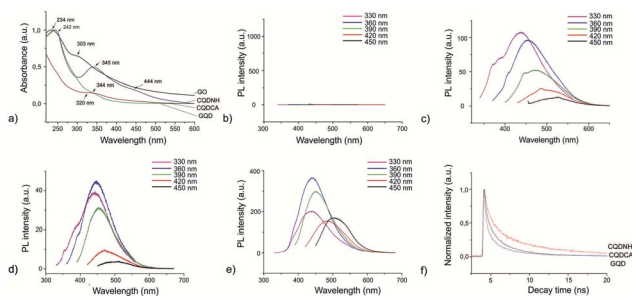 234 nm
242 nm
303 nm
345 nm
444 nm
344 nm
320 nm
GO
CQDNH
CQDCA
GQD
Absorbance (a.u.)
1,0
0,5
0,0
250 300 350 400 450 500 550 600
Wavelength (nm)
a)
330 nm
360 nm
390 nm
420 nm
450 nm
PL intensity (a.u.)
1000
750
500
250
0
300 400 500 600 700
Wavelength (nm)
b)
330 nm
360 nm
390 nm
420 nm
450 nm
PL intensity (a.u.)
100
50
0
400 500 600
Wavelength (nm)
c)
330 nm
360 nm
390 nm
420 nm
450 nm
PL intensity (a.u.)
40
20
0
300 400 500 600 700
Wavelength (nm)
d)
330 nm
360 nm
390 nm
420 nm
450 nm
PL intensity (a.u.)
400
200
0
300 400 500 600 700
Wavelength (nm)
e)
Normalized intensity (a.u.)
1,0
0,5
0,0
CQDNH
CQDCA
GQD
5 10 15 20
Decay time (ns)
f)